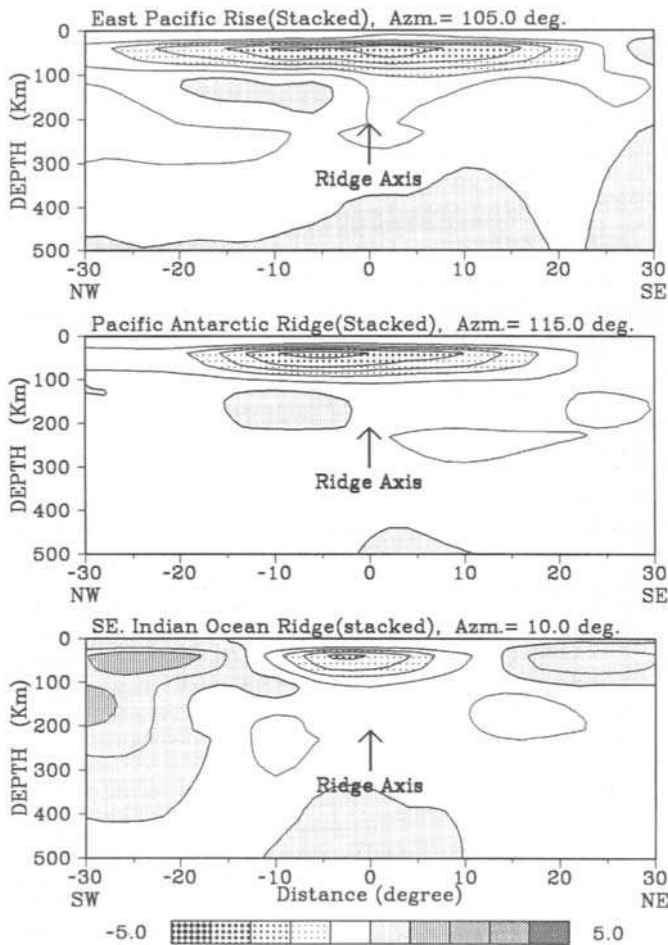 East Pacific Rise(Stacked), Azm.= 105.0 deg.
0
100
200
300
400
500
DEPTH (Km)
Ridge Axis
-30 -20 -10 0 10 20 30
NW SE
Pacific Antarctic Ridge(Stacked), Azm.= 115.0 deg.
0
100
200
300
400
500
DEPTH (Km)
Ridge Axis
-30 -20 -10 0 10 20 30
NW SE
SE. Indian Ocean Ridge(stacked), Azm.= 10.0 deg.
0
100
200
300
400
500
DEPTH (Km)
Ridge Axis
-30 -20 -10 0 10 20 30
SW Distance (degree) NE
-5.0 5.0